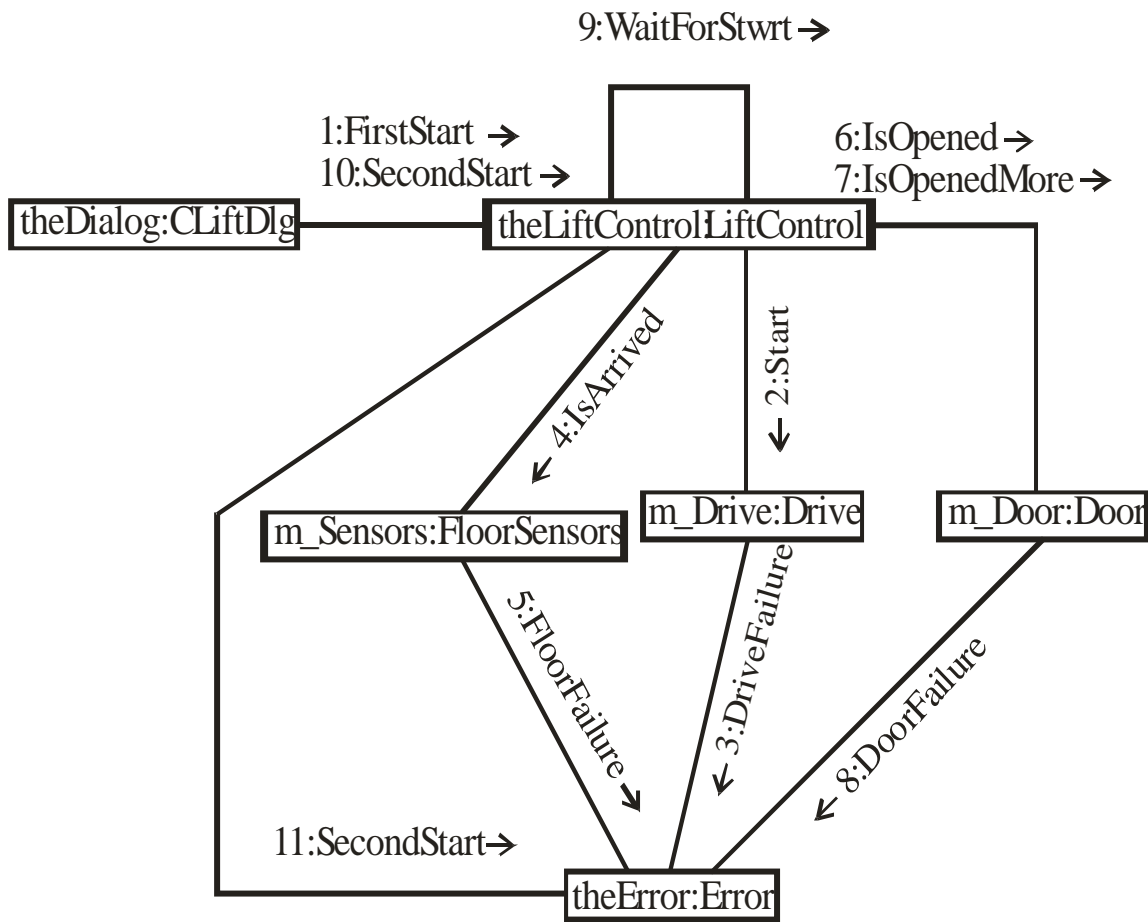 9:WaitForStwrt
1:FirstStart
10:SecondStart
6:IsOpened
7:IsOpenedMore
theDialog:CLiftDlg
theLiftControl:LiftControl
4:IsArrived
2:Start
m_Sensors:FloorSensors
m_Drive:Drive
m_Door:Door
5:FloorFailure
3:DriveFailure
8:DoorFailure
11:SecondStart
theError:Error